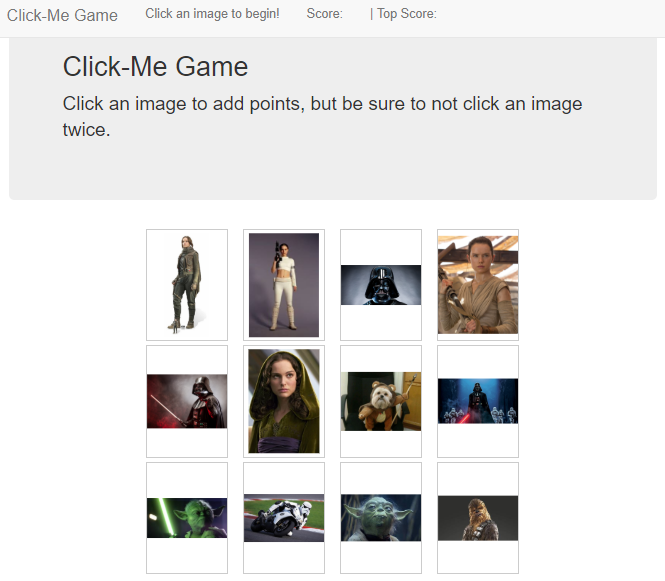 Click-Me Game Click an image to begin! Score: | Top Score:
Click-Me Game
Click an image to add points, but be sure to not click an image
twice.